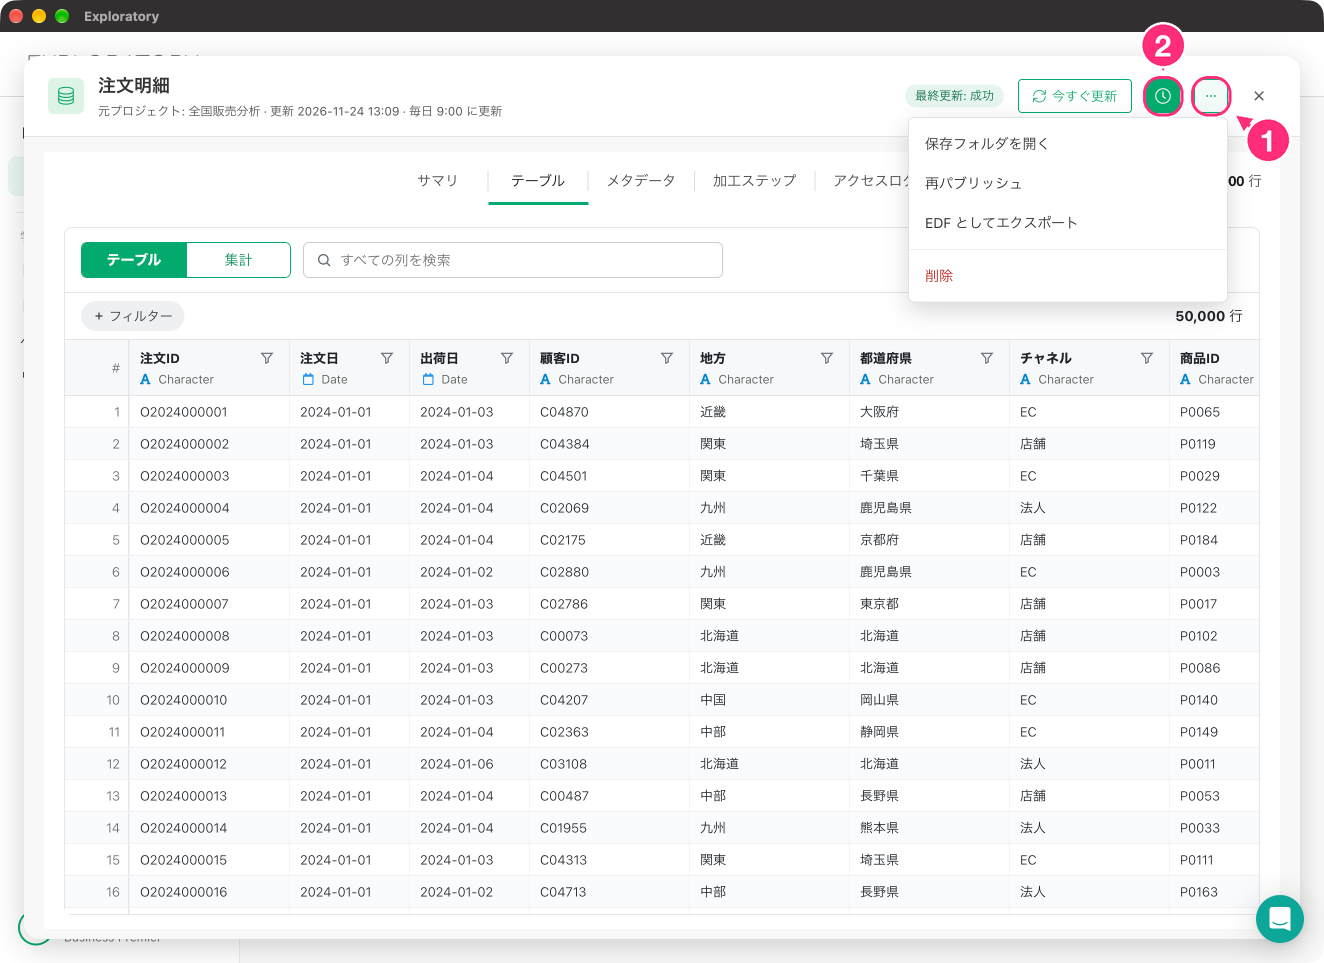 Exploratory
2
注文明細
元プロジェクト: 全国販売分析 · 更新 2026-11-24 13:09 · 毎日 9:00 に更新
最終更新: 成功
今すぐ更新
1
保存フォルダを開く
再パブリッシュ
EDF としてエクスポート
削除
サマリ
テーブル
メタデータ
加工ステップ
アクセスロ
00 行
テーブル
集計
すべての列を検索
+ フィルター
50,000 行
# 注文ID 注文日 出荷日 顧客ID 地方 都道府県 チャネル 商品ID
A Character Date Date A Character A Character A Character A Character A Character
1 O2024000001 2024-01-01 2024-01-03 C04870 近畿 大阪府 EC P0065
2 O2024000002 2024-01-01 2024-01-03 C04384 関東 埼玉県 店舗 P0119
3 O2024000003 2024-01-01 2024-01-04 C04501 関東 千葉県 EC P0029
4 O2024000004 2024-01-01 2024-01-04 C02069 九州 鹿児島県 法人 P0122
5 O2024000005 2024-01-01 2024-01-04 C02175 近畿 京都府 店舗 P0184
6 O2024000006 2024-01-01 2024-01-02 C02880 九州 鹿児島県 EC P0003
7 O2024000007 2024-01-01 2024-01-03 C02786 関東 東京都 店舗 P0017
8 O2024000008 2024-01-01 2024-01-03 C00073 北海道 北海道 店舗 P0102
9 O2024000009 2024-01-01 2024-01-03 C00273 北海道 北海道 店舗 P0086
10 O2024000010 2024-01-01 2024-01-03 C04207 中国 岡山県 EC P0140
11 O2024000011 2024-01-01 2024-01-04 C02363 中部 静岡県 EC P0149
12 O2024000012 2024-01-01 2024-01-06 C03108 北海道 北海道 法人 P0011
13 O2024000013 2024-01-01 2024-01-04 C00487 中部 長野県 店舗 P0053
14 O2024000014 2024-01-01 2024-01-04 C01955 九州 熊本県 法人 P0033
15 O2024000015 2024-01-01 2024-01-03 C04313 関東 埼玉県 EC P0111
16 O2024000016 2024-01-01 2024-01-02 C04713 中部 長野県 法人 P0163
Business Premier